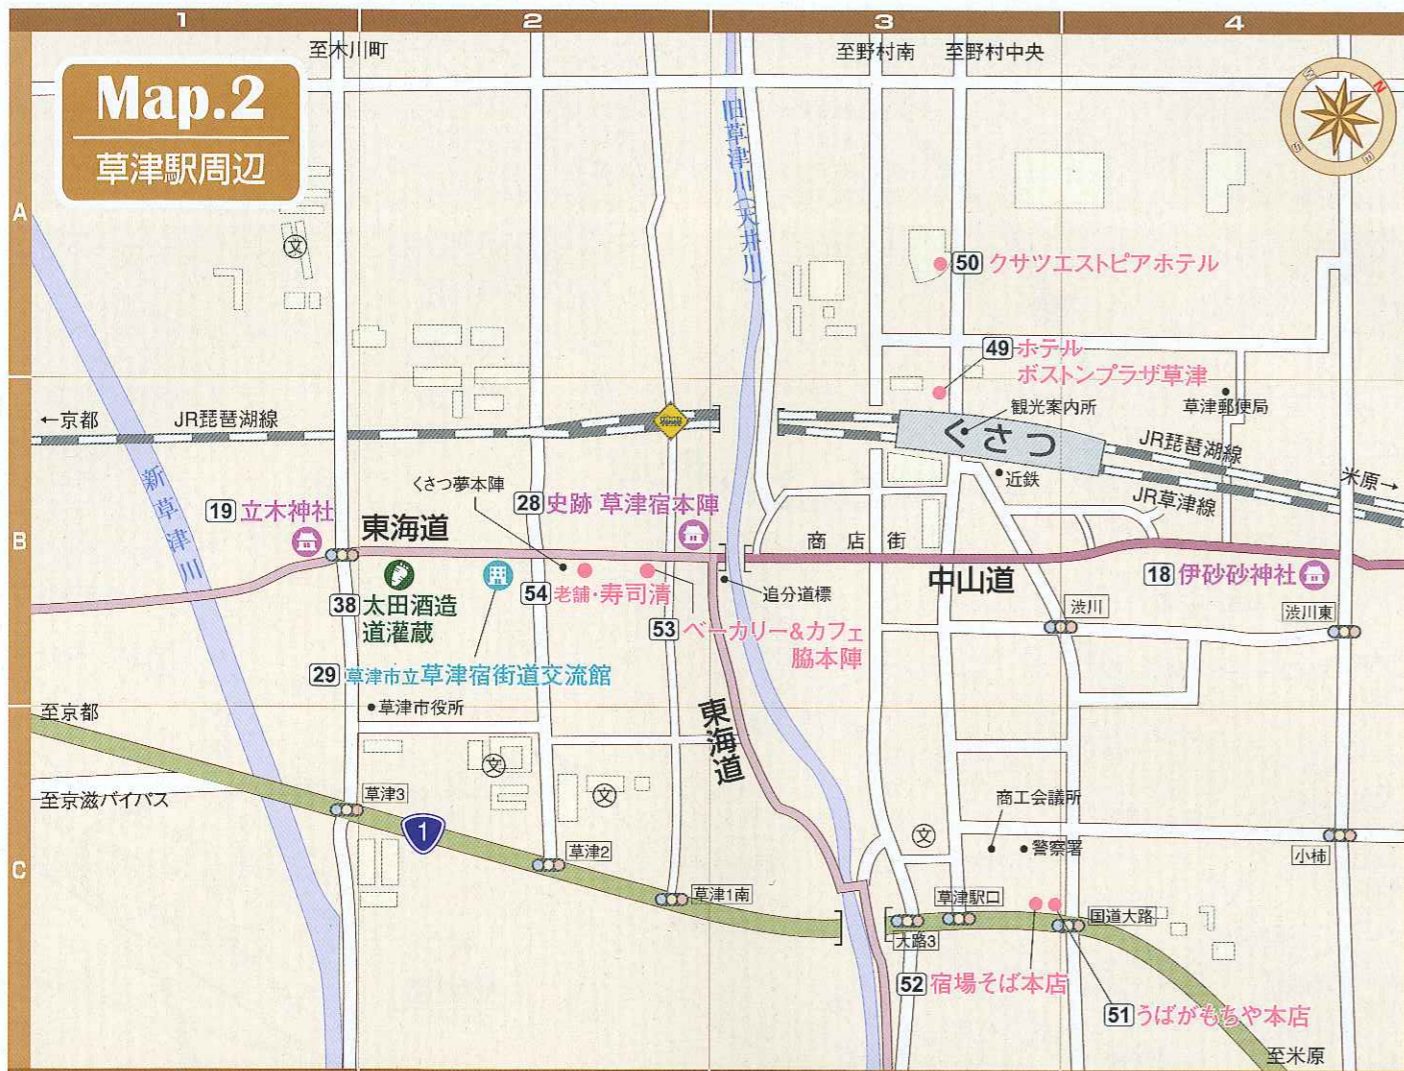 1 2 3 4
A
B
C
Map.2
草津駅周辺
至木川町
至野村南
至野村中央
N
W
S
E
旧草津川(天井川)
文
50 クサツエストピアホテル
49 ホテル
ボストンプラザ草津
←京都
JR琵琶湖線
観光案内所
草津郵便局
くさつ
JR琵琶湖線
米原→
近鉄
JR草津線
新草津川
くさつ夢本陣
19 立木神社
28 史跡 草津宿本陣
東海道
商店街
中山道
18 伊砂砂神社
38 太田酒造
道灌蔵
54 老舗・寿司清
追分道標
渋川
渋川東
53 ベーカリー&カフェ
脇本陣
29 草津市立草津宿街道交流館
至京都
草津市役所
東海道
文
文
至京滋バイパス
草津3
1
商工会議所
文
警察署
小柿
草津2
草津1南
草津駅口
国道大路
大路3
52 宿場そば本店
51 うばがもちや本店
至米原